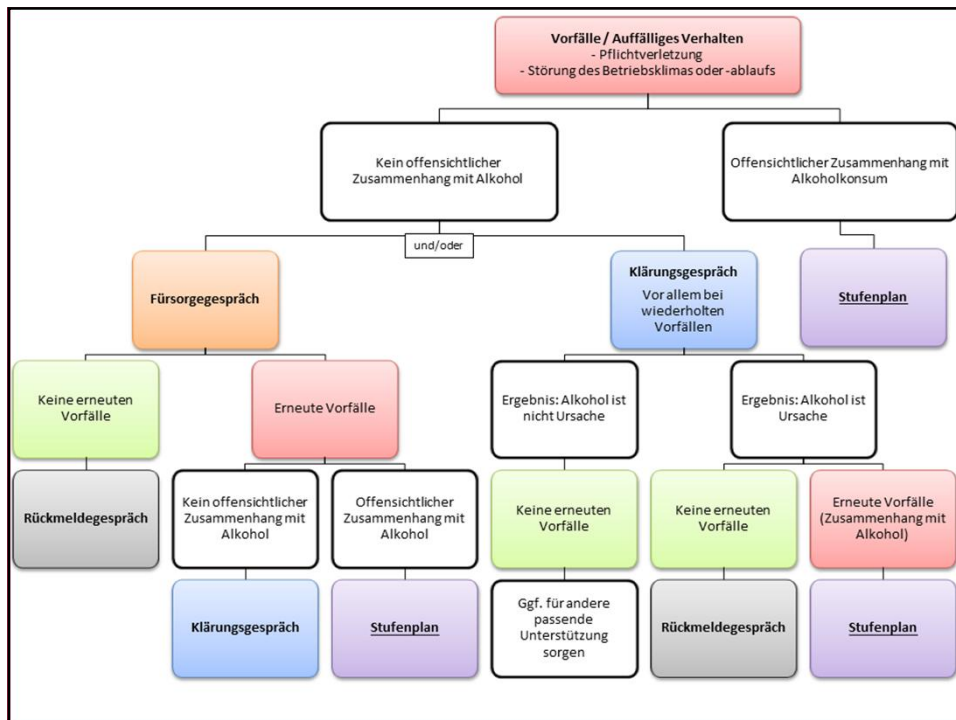 Vorfälle / Auffälliges Verhalten
- Pflichtverletzung
- Störung des Betriebsklimas oder -ablaufs
Kein offensichtlicher
Zusammenhang mit Alkohol
Offensichtlicher Zusammenhang mit
Alkoholkonsum
und/oder
Fürsorgegespräch
Klärungsgespräch
Vor allem bei
wiederholten
Vorfällen
Stufenplan
Keine erneuten
Vorfälle
Erneute Vorfälle
Ergebnis: Alkohol ist
nicht Ursache
Ergebnis: Alkohol ist
Ursache
Rückmeldegespräch
Kein offensichtlicher
Zusammenhang mit
Alkohol
Offensichtlicher
Zusammenhang mit
Alkohol
Keine erneuten
Vorfälle
Keine erneuten
Vorfälle
Erneute Vorfälle
(Zusammenhang mit
Alkohol)
Klärungsgespräch
Stufenplan
Ggf. für andere
passende
Unterstützung
sorgen
Rückmeldegespräch
Stufenplan